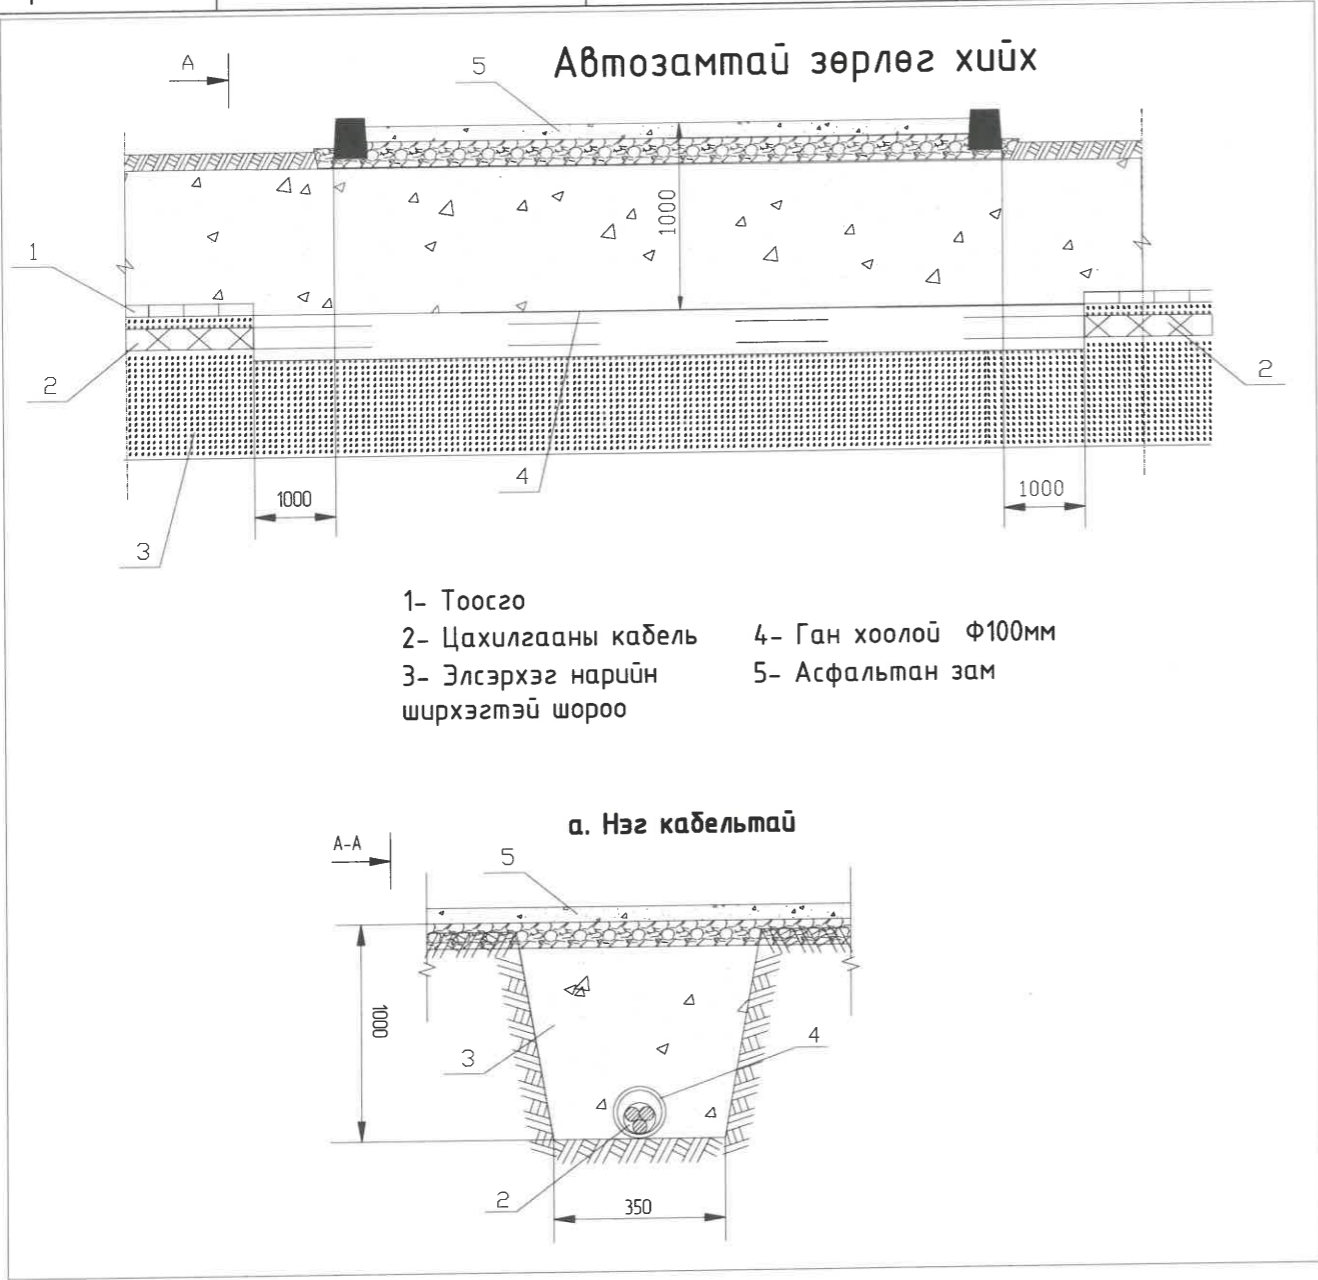 Автозамтай зөрлөг хийх
A
5
1000
1
2
2
4
3
1000
1000
1- Тоосго
2- Цахилгааны кабель
4- Ган хоолой Ф100мм
3- Элсэрхэг нарийн
5- Асфальтан зам
ширхэгтэй шороо
а. Нэг кабельтай
А-А
5
1000
3
4
2
350